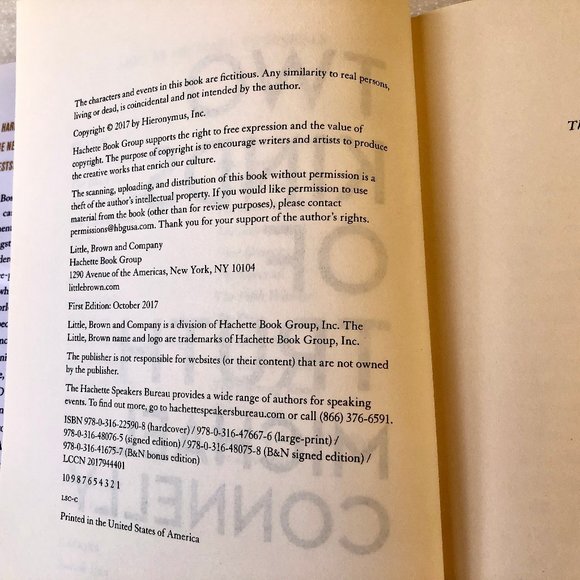 The characters and events in this book are fictitious. Any similarity to real persons,
living or dead, is coincidental and not intended by the author.
Copyright © 2017 by Hieronymus, Inc.
Hachette Book Group supports the right to free expression and the value of
copyright. The purpose of copyright is to encourage writers and artists to produce
the creative works that enrich our culture.
The scanning, uploading, and distribution of this book without permission is a
theft of the author's intellectual property. If you would like permission to use
material from the book (other than for review purposes), please contact
permissions@hbgusa.com. Thank you for your support of the author's rights.
Little, Brown and Company
Hachette Book Group
1290 Avenue of the Americas, New York, NY 10104
littlebrown.com
First Edition: October 2017
Little, Brown and Company is a division of Hachette Book Group, Inc. The
Little, Brown name and logo are trademarks of Hachette Book Group, Inc.
The publisher is not responsible for websites (or their content) that are not owned
by the publisher.
The Hachette Speakers Bureau provides a wide range of authors for speaking
events. To find out more, go to hachettespeakersbureau.com or call (866) 376-6591.
ISBN 978-0-316-22590-8 (hardcover) / 978-0-316-47667-6 (large-print) /
978-0-316-48076-5 (signed edition) / 978-0-316-48075-8 (B&N signed edition) /
978-0-316-41675-7 (B&N bonus edition)
LCCN 2017944401
10 9 8 7 6 5 4 3 2 1
LSC-C
Printed in the United States of America